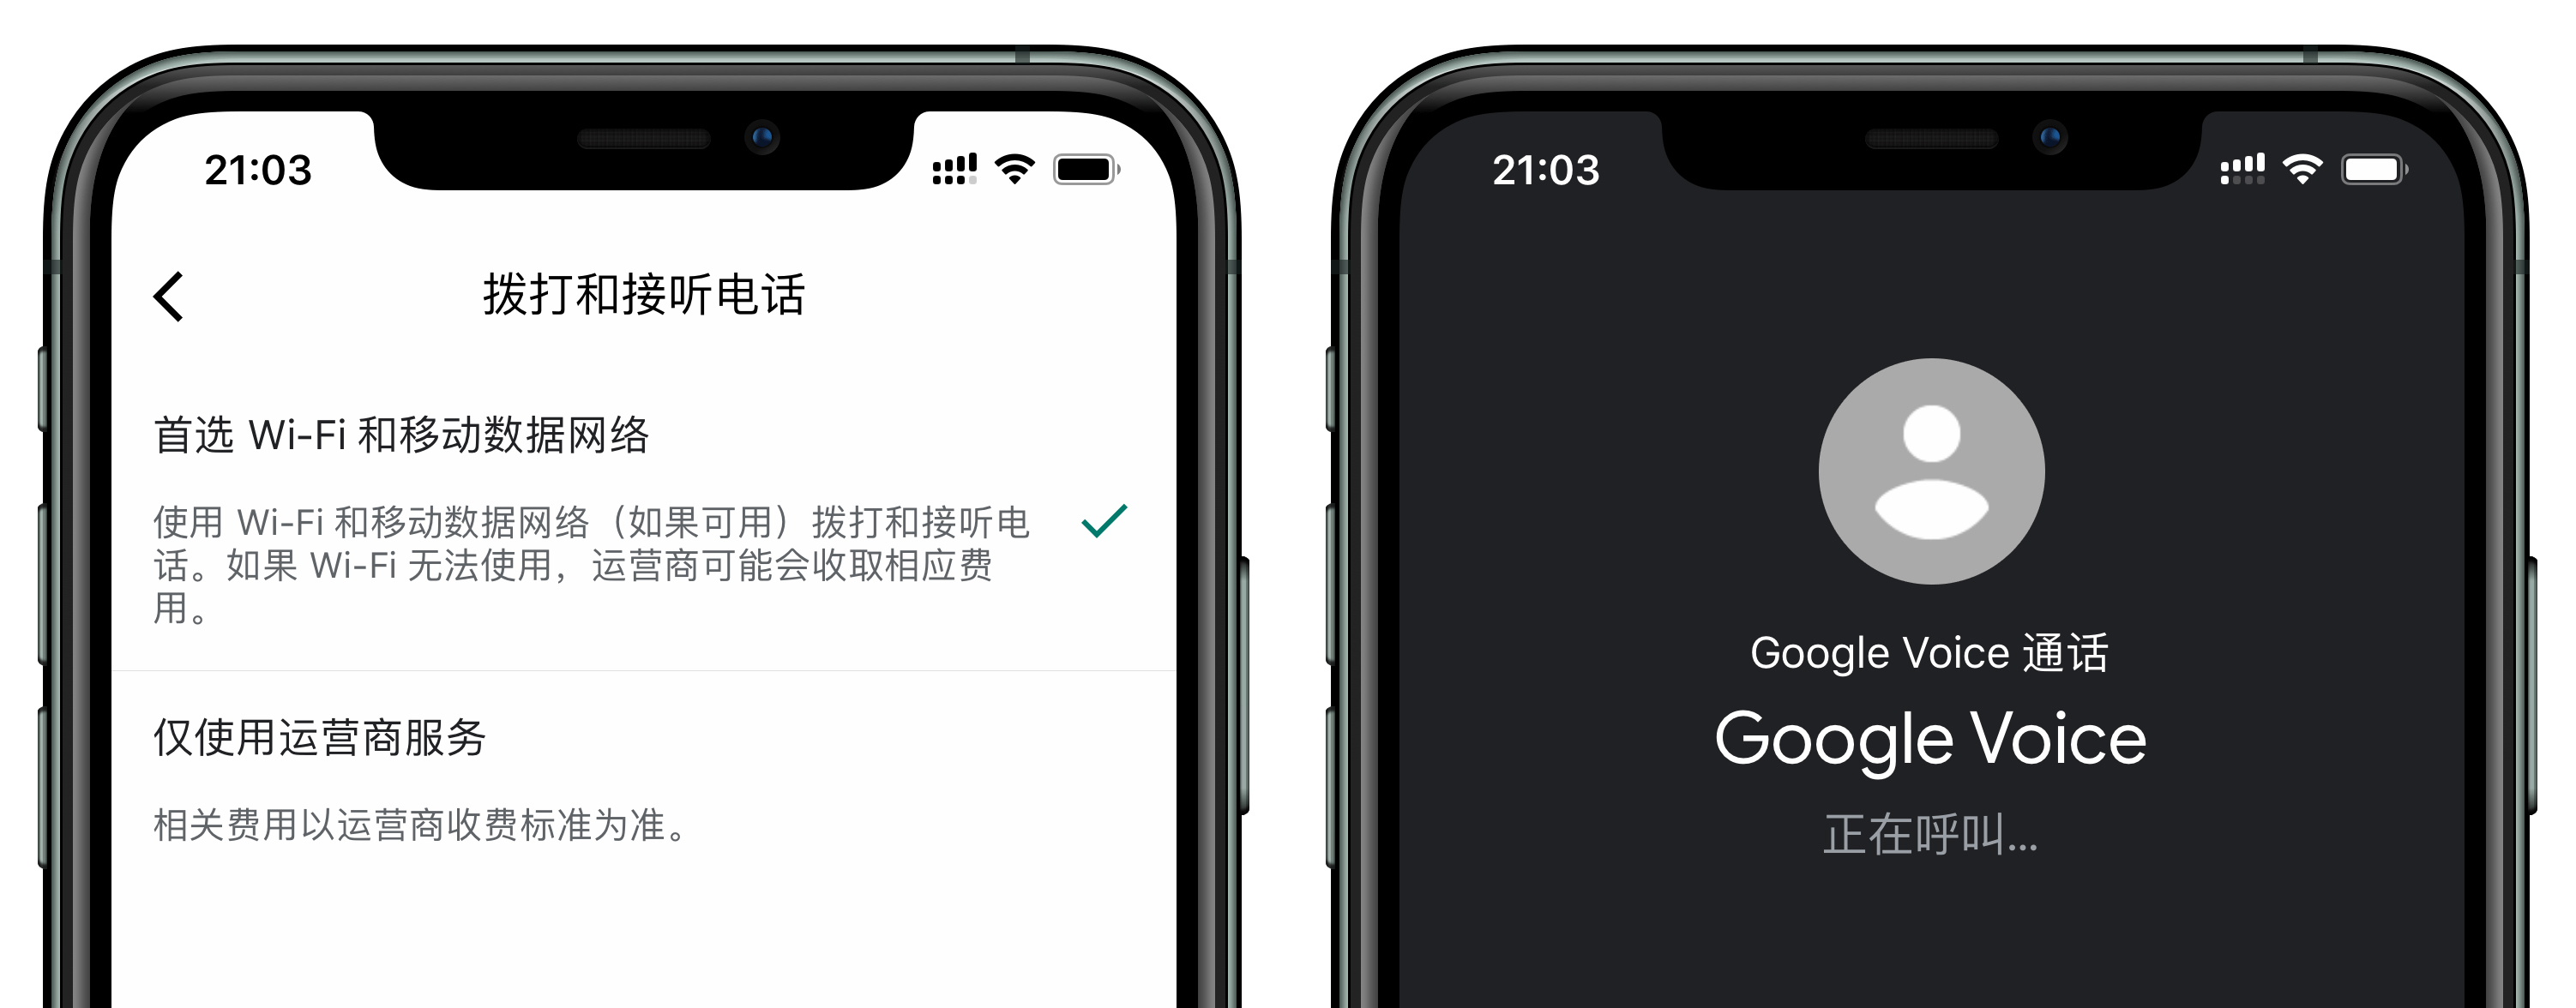 21:03
拨打和接听电话
首选 Wi-Fi 和移动数据网络
使用 Wi-Fi 和移动数据网络（如果可用）拨打和接听电
话。如果 Wi-Fi 无法使用，运营商可能会收取相应费
用。
仅使用运营商服务
相关费用以运营商收费标准为准。
21:03
Google Voice 通话
Google Voice
正在呼叫...